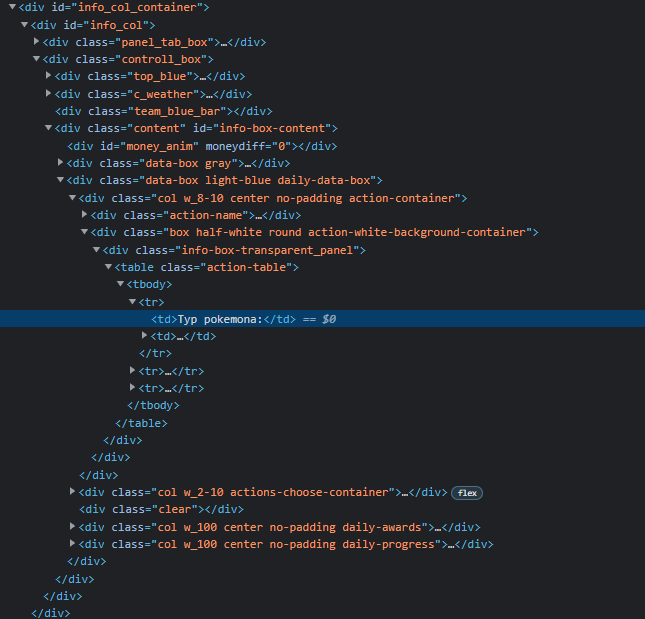 ▼<div id="info_col_container">
▼<div id="info_col">
▶<div class="panel_tab_box">…</div>
▼<div class="controll_box">
▶<div class="top_blue">…</div>
▶<div class="c_weather">…</div>
<div class="team_blue_bar"></div>
▼<div class="content" id="info-box-content">
<div id="money_anim" moneydiff="0"></div>
▶<div class="data-box gray">…</div>
▼<div class="data-box light-blue daily-data-box">
▼<div class="col w_8-10 center no-padding action-container">
▶<div class="action-name">…</div>
▼<div class="box half-white round action-white-background-container">
▼<div class="info-box-transparent_panel">
▼<table class="action-table">
▼<tbody>
▼<tr>
<td>Typ pokemona:</td> == $0
▶<td>…</td>
</tr>
▶<tr>…</tr>
▶<tr>…</tr>
</tbody>
</table>
</div>
</div>
</div>
▶<div class="col w_2-10 actions-choose-container">…</div> flex
<div class="clear"></div>
▶<div class="col w_100 center no-padding daily-awards">…</div>
▶<div class="col w_100 center no-padding daily-progress">…</div>
</div>
</div>
</div>
</div>